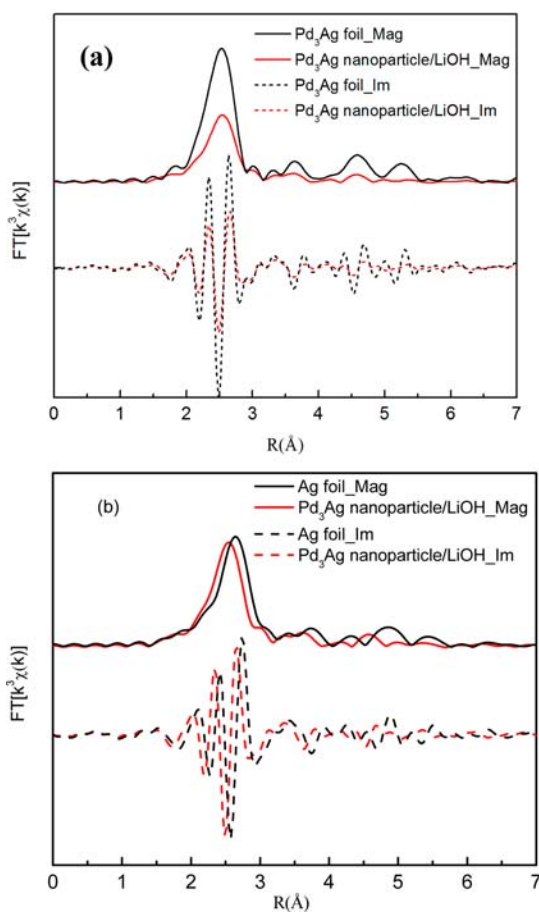 (a)
Pd₃Ag foil_Mag
Pd₃Ag nanoparticle/LiOH_Mag
Pd₃Ag foil_Im
Pd₃Ag nanoparticle/LiOH_Im
FT[k³χ(k)]
0 1 2 3 4 5 6 7
R(Å)
(b)
Ag foil_Mag
Pd₃Ag nanoparticle/LiOH_Mag
Ag foil_Im
Pd₃Ag nanoparticle/LiOH_Im
FT[k³χ(k)]
0 1 2 3 4 5 6 7
R(Å)